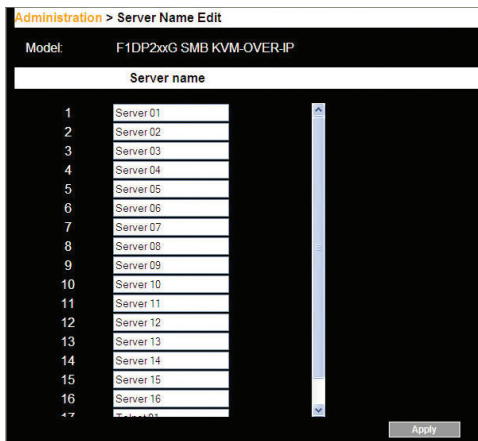 Administration > Server Name Edit
Model: F1DP2xxG SMB KVM-OVER-IP
Server name
1 Server 01
2 Server 02
3 Server 03
4 Server 04
5 Server 05
6 Server 06
7 Server 07
8 Server 08
9 Server 09
10 Server 10
11 Server 11
12 Server 12
13 Server 13
14 Server 14
15 Server 15
16 Server 16
17 Telnet 01
Apply